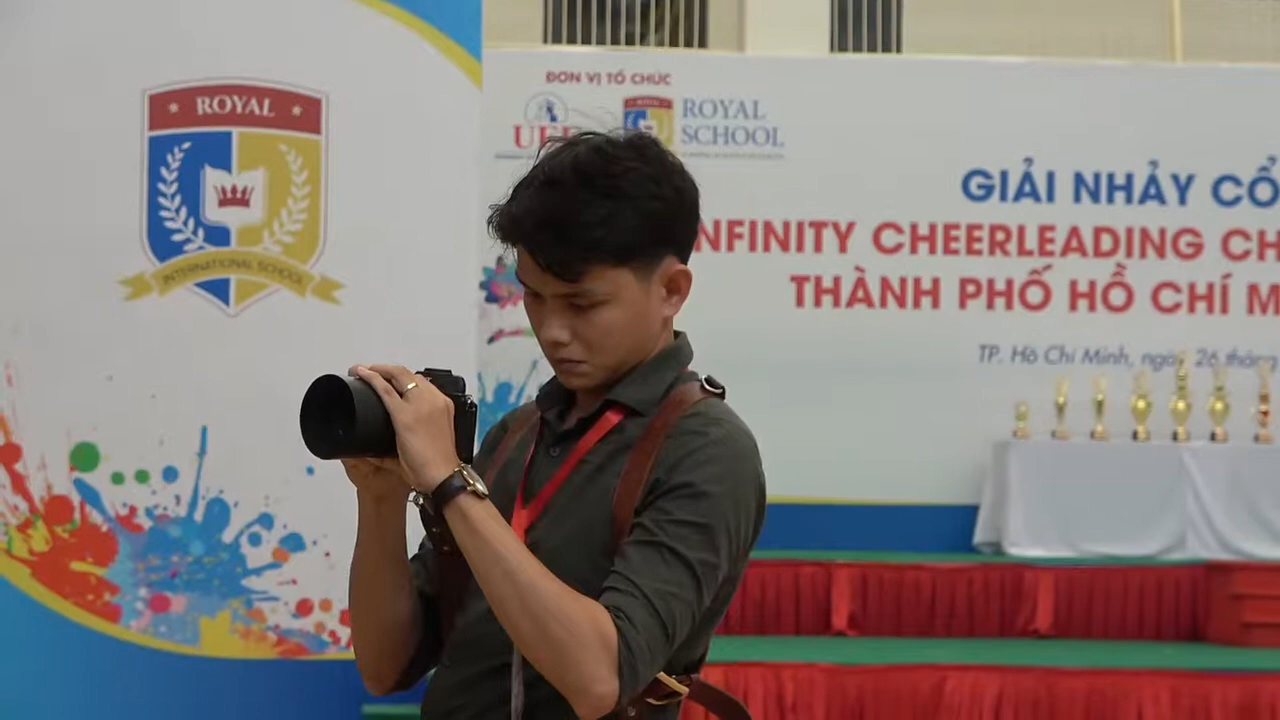 ROYAL
INTERNATIONAL SCHOOL
ĐƠN VỊ TỔ CHỨC
ROYAL
SCHOOL
GIẢI NHẢY CỔ
NFINITY CHEERLEADING CH
THÀNH PHỐ HỒ CHÍ M
TP. Hồ Chí Minh, ngày 26 tháng